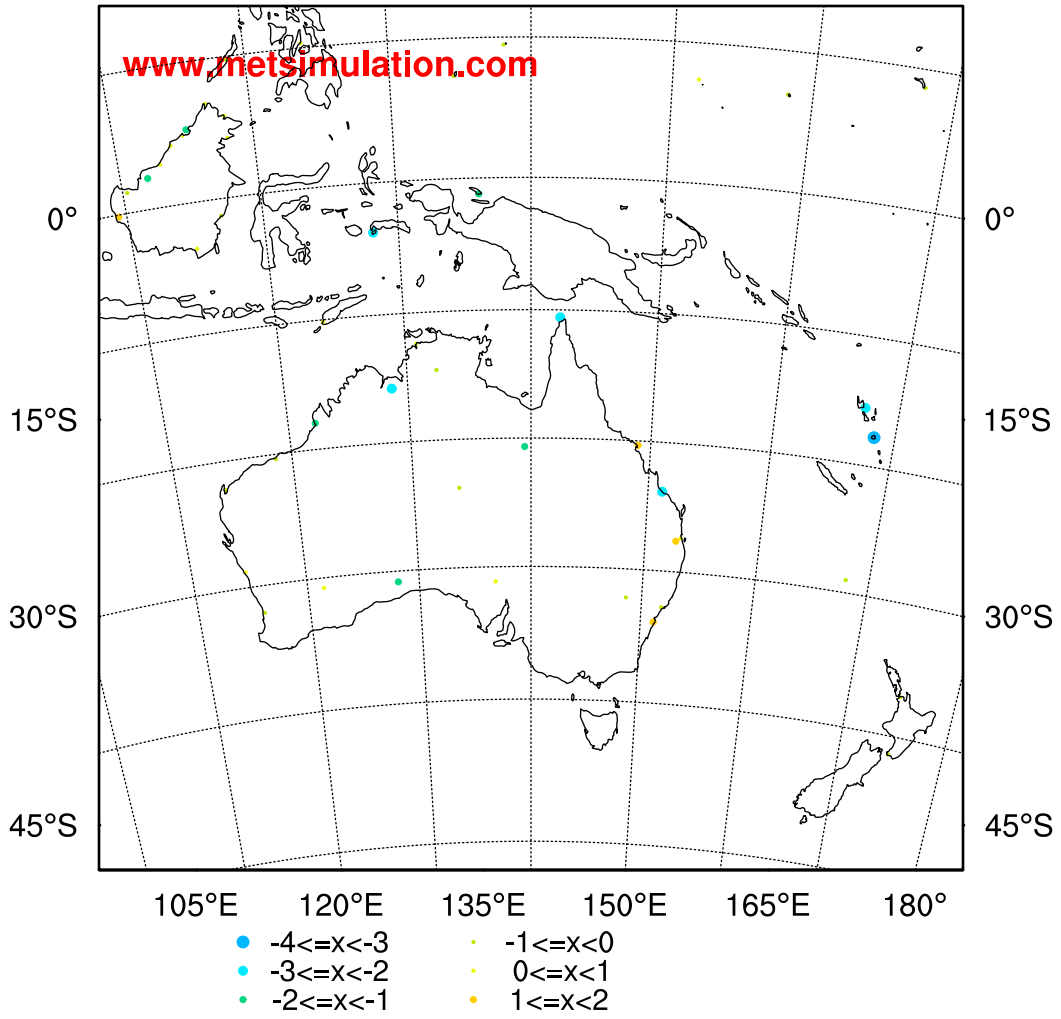 www.metsimulation.com
0° 0°
15°S 15°S
30°S 30°S
45°S 45°S
105°E 120°E 135°E 150°E 165°E 180°
-4<=x<-3 -1<=x<0
-3<=x<-2 0<=x<1
-2<=x<-1 1<=x<2